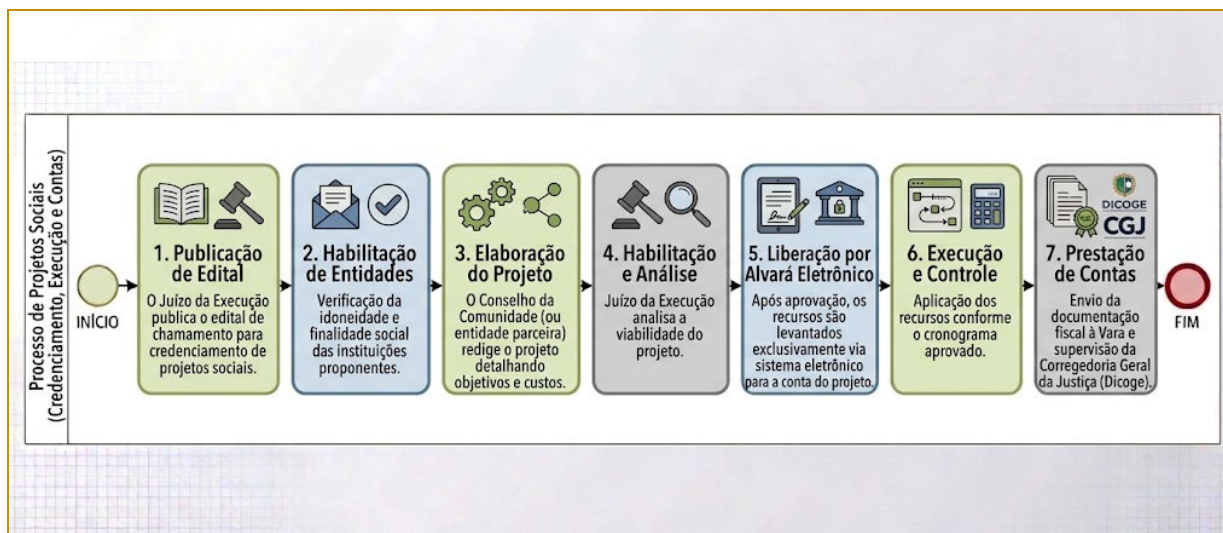 Processo de Projetos Sociais
(Credenciamento, Execução e Contas)
INÍCIO
1. Publicação
de Edital
O Juízo da Execução
publica o edital de
chamamento para
credenciamento de
projetos sociais.
2. Habilitação
de Entidades
Verificação da
idoneidade e
finalidade social
das instituições
proponentes.
3. Elaboração
do Projeto
O Conselho da
Comunidade (ou
entidade parceira)
redige o projeto
detalhando
objetivos e custos.
4. Habilitação
e Análise
Juízo da Execução
analisa a
viabilidade do
projeto.
5. Liberação por
Alvará Eletrônico
Após aprovação, os
recursos são
levantados
exclusivamente via
sistema eletrônico
para a conta do projeto.
6. Execução
e Controle
Aplicação dos
recursos conforme
o cronograma
aprovado.
DICOGE
CGJ
7. Prestação
de Contas
Envio da
documentação
fiscal à Vara e
supervisão da
Corregedoria Geral
da Justiça (Dicoge).
FIM